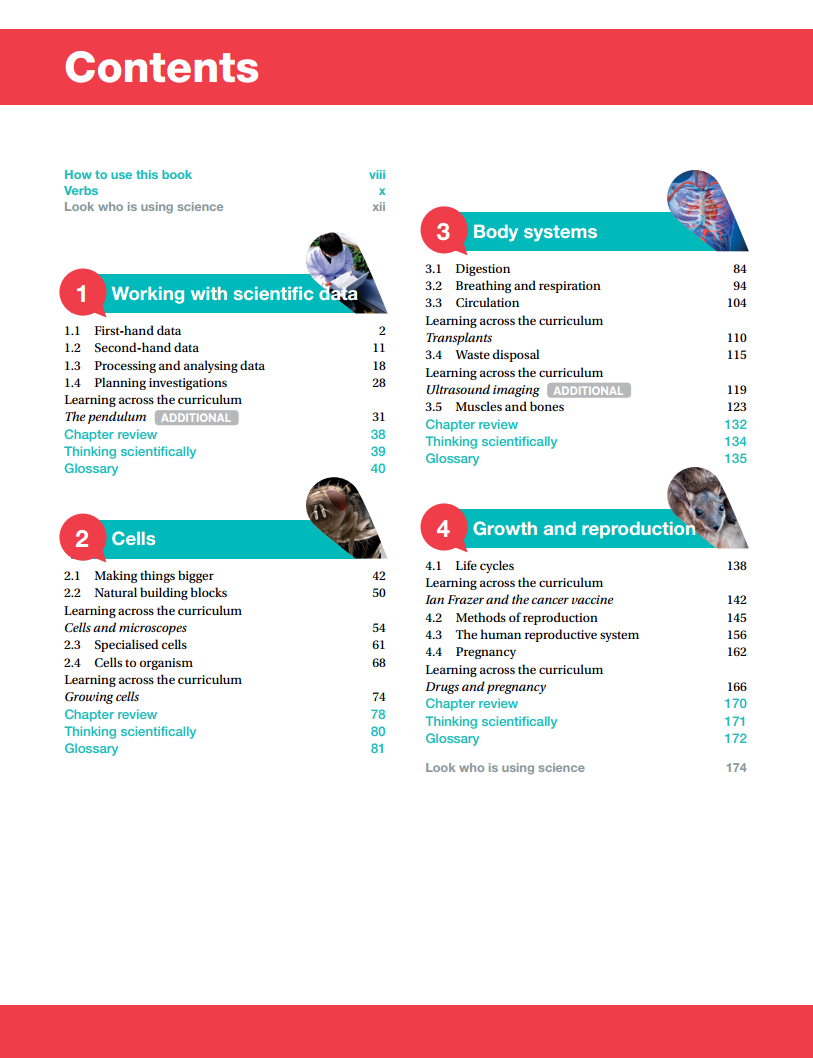 Contents
How to use this book viii
Verbs x
Look who is using science xii
1 Working with scientific data
1.1 First-hand data 2
1.2 Second-hand data 11
1.3 Processing and analysing data 18
1.4 Planning investigations 28
Learning across the curriculum
The pendulum ADDITIONAL 31
Chapter review 38
Thinking scientifically 39
Glossary 40
2 Cells
2.1 Making things bigger 42
2.2 Natural building blocks 50
Learning across the curriculum
Cells and microscopes 54
2.3 Specialised cells 61
2.4 Cells to organism 68
Learning across the curriculum
Growing cells 74
Chapter review 78
Thinking scientifically 80
Glossary 81
3 Body systems
3.1 Digestion 84
3.2 Breathing and respiration 94
3.3 Circulation 104
Learning across the curriculum
Transplants 110
3.4 Waste disposal 115
Learning across the curriculum
Ultrasound imaging ADDITIONAL 119
3.5 Muscles and bones 123
Chapter review 132
Thinking scientifically 134
Glossary 135
4 Growth and reproduction
4.1 Life cycles 138
Learning across the curriculum
Ian Frazer and the cancer vaccine 142
4.2 Methods of reproduction 145
4.3 The human reproductive system 156
4.4 Pregnancy 162
Learning across the curriculum
Drugs and pregnancy 166
Chapter review 170
Thinking scientifically 171
Glossary 172
Look who is using science 174